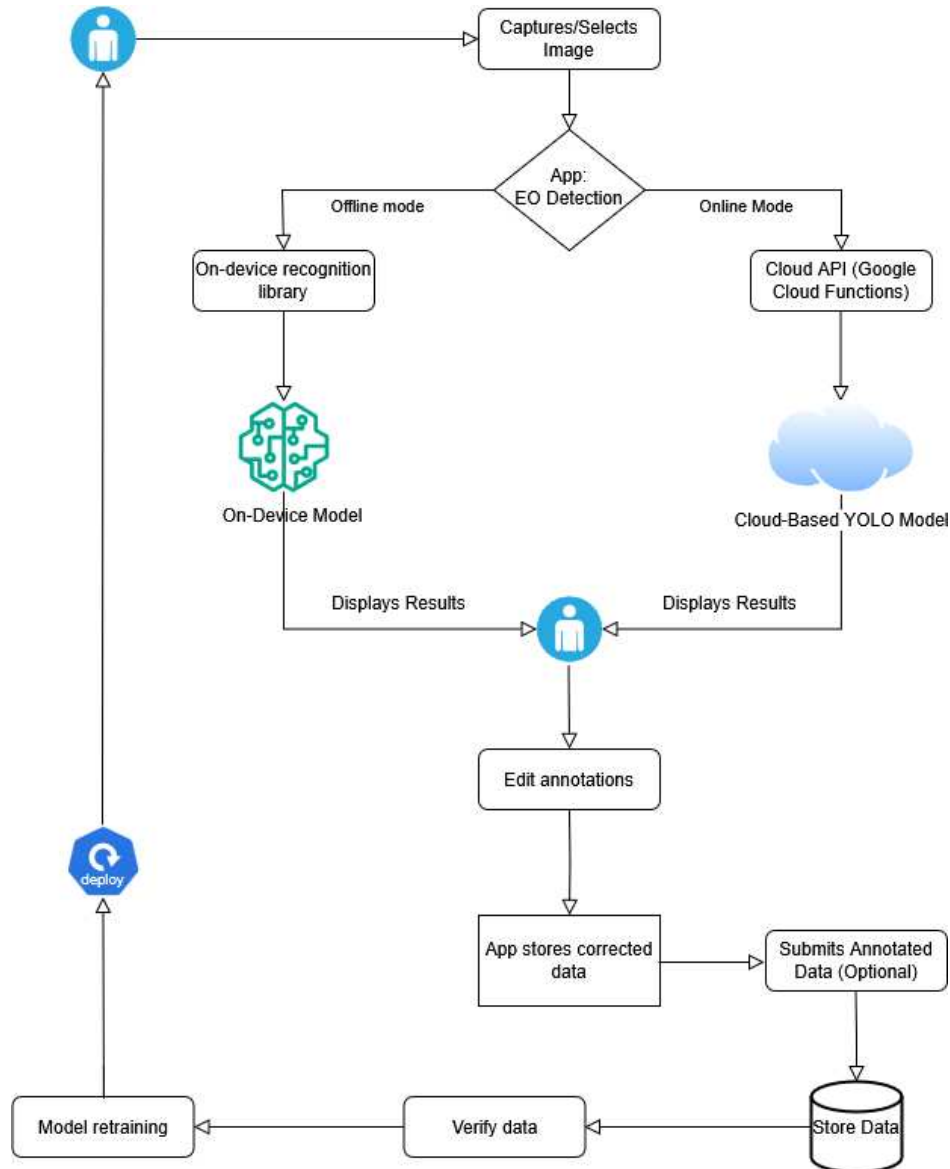 Captures/Selects
Image
App:
EO Detection
Offline mode
Online Mode
On-device recognition
library
Cloud API (Google
Cloud Functions)
On-Device Model
Cloud-Based YOLO Model
Displays Results
Displays Results
Edit annotations
deploy
App stores corrected
data
Submits Annotated
Data (Optional)
Model retraining
Verify data
Store Data